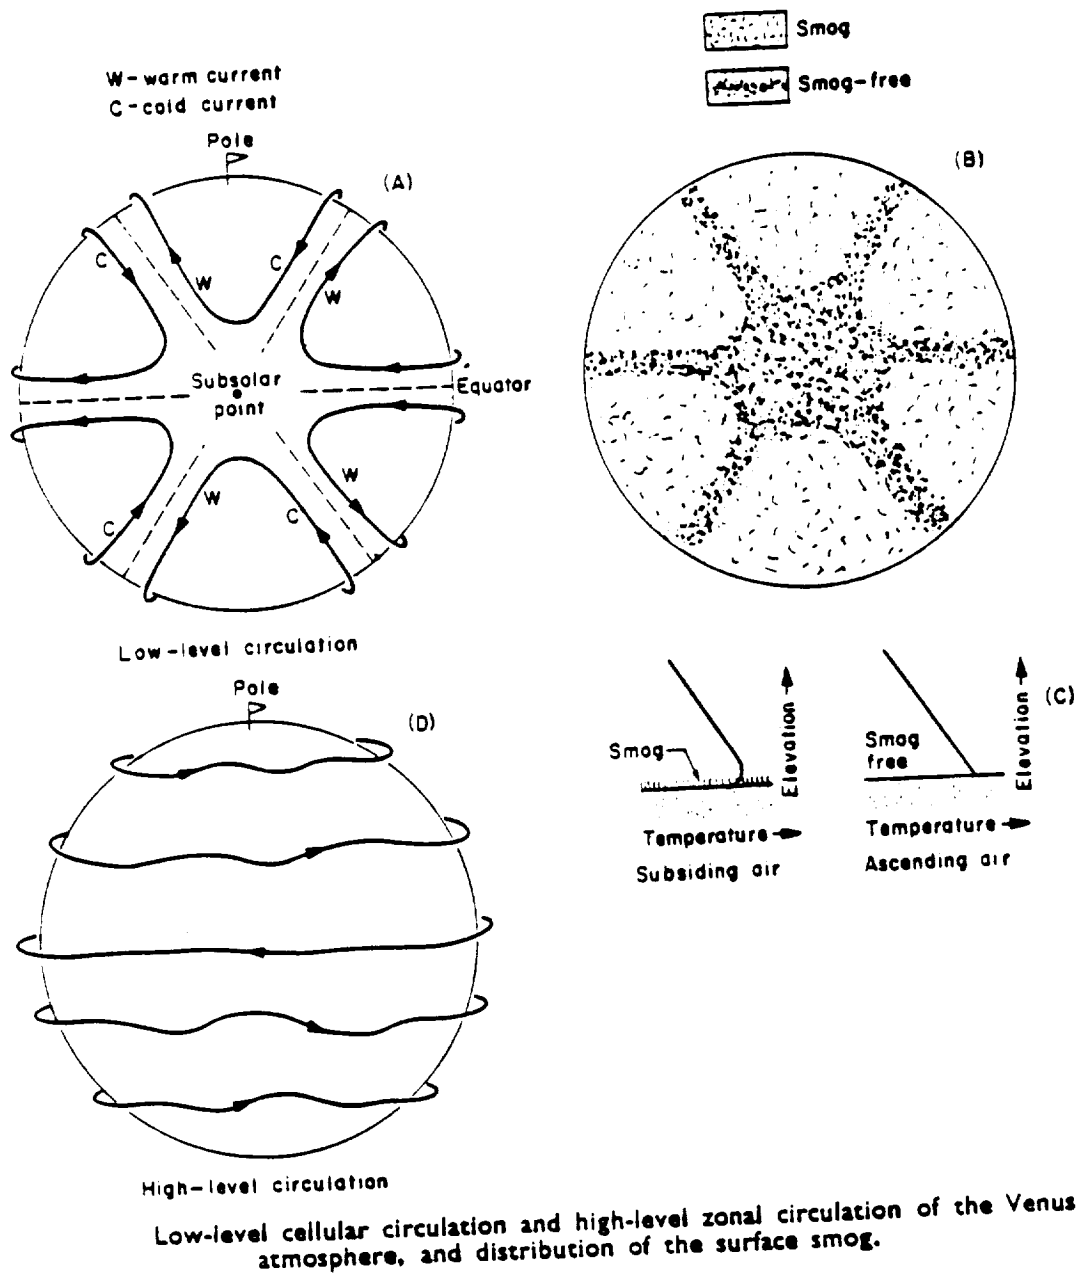 Smog
Smog-free
W-warm current
C-cold current
Pole
(A)
C
W
C
W
Subsolar
point
Equator
C
W
C
W
Low-level circulation
(B)
Pole
(D)
High-level circulation
Smog
Elevation
Temperature
Subsiding air
Smog
free
Elevation
(C)
Temperature
Ascending air
Low-level cellular circulation and high-level zonal circulation of the Venus
atmosphere, and distribution of the surface smog.